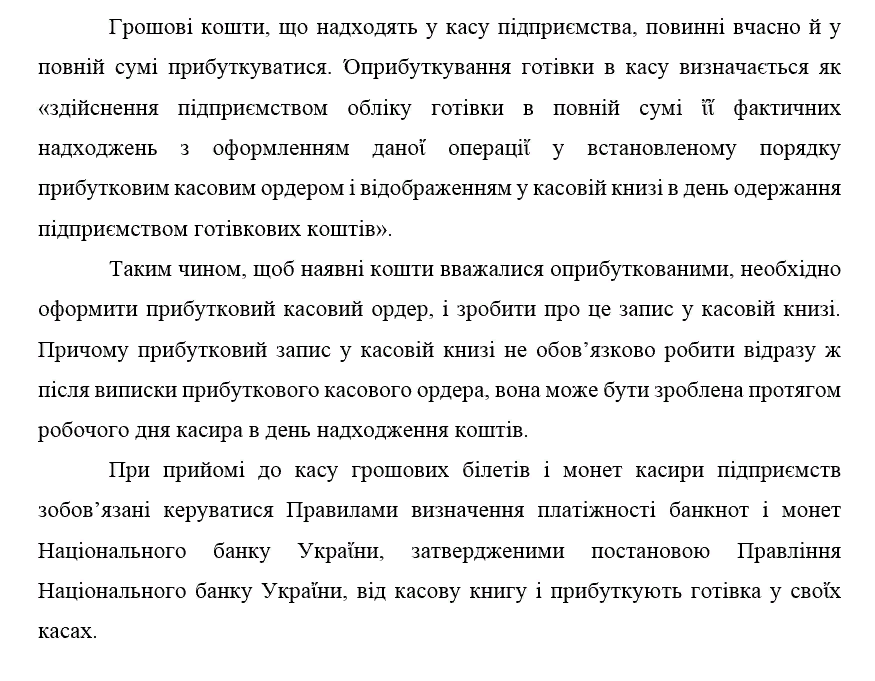 Грошові кошти, що надходять у касу підприємства, повинні вчасно й у
повній сумі прибуткуватися. Оприбуткування готівки в касу визначається як
«здійснення підприємством обліку готівки в повній сумі її фактичних
надходжень з оформленням даної операції у встановленому порядку
прибутковим касовим ордером і відображенням у касовій книзі в день одержання
підприємством готівкових коштів».
Таким чином, щоб наявні кошти вважалися оприбуткованими, необхідно
оформити прибутковий касовий ордер, і зробити про це запис у касовій книзі.
Причому прибутковий запис у касовій книзі не обов’язково робити відразу ж
після виписки прибуткового касового ордера, вона може бути зроблена протягом
робочого дня касира в день надходження коштів.
При прийомі до касу грошових білетів і монет касири підприємств
зобов’язані керуватися Правилами визначення платіжності банкнот і монет
Національного банку України, затвердженими постановою Правління
Національного банку України, від касову книгу і прибуткують готівка у своїх
касах.